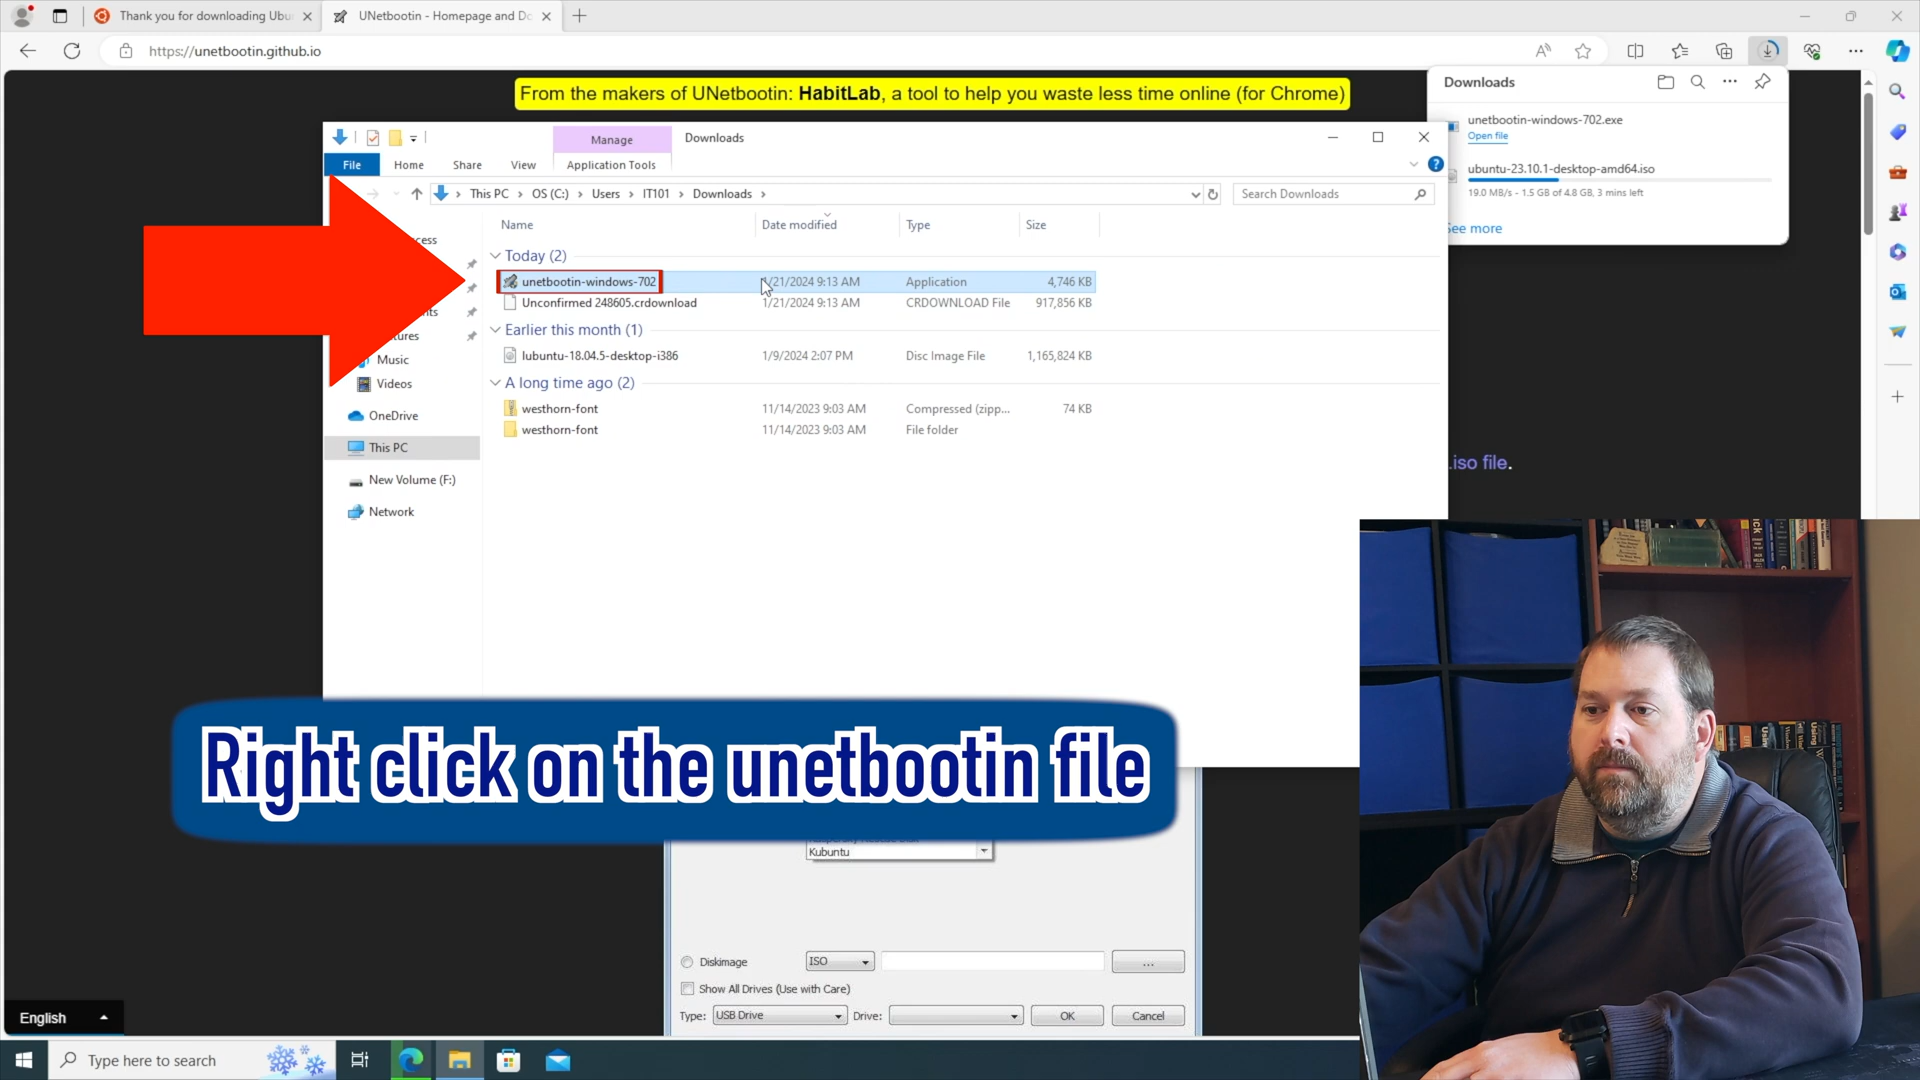 Thank you for downloading Ubu
UNetbootin - Homepage and Do
https://unetbootin.github.io
From the makers of UNetbootin: HabitLab, a tool to help you waste less time online (for Chrome)
Downloads
unetbootin-windows-702.exe
Open file
ubuntu-23.10.1-desktop-amd64.iso
19.0 MB/s - 1.5 GB of 4.8 GB, 3 mins left
See more
Manage
Downloads
File
Home
Share
View
Application Tools
This PC > OS (C:) > Users > IT101 > Downloads >
Search Downloads
Name
Date modified
Type
Size
Today (2)
unetbootin-windows-702 1/21/2024 9:13 AM Application 4,746 KB
Unconfirmed 248605.crdownload 1/21/2024 9:13 AM CRDOWNLOAD File 917,856 KB
Earlier this month (1)
lubuntu-18.04.5-desktop-i386 1/9/2024 2:07 PM Disc Image File 1,165,824 KB
A long time ago (2)
westhorn-font 11/14/2023 9:03 AM Compressed (zipp... 74 KB
westhorn-font 11/14/2023 9:03 AM File folder
cess
nts
tures
Music
Videos
OneDrive
This PC
New Volume (F:)
Network
.iso file.
Right click on the unetbootin file
Kubuntu
Diskimage
ISO
...
Show All Drives (Use with Care)
Type: USB Drive Drive:
OK
Cancel
English
Type here to search